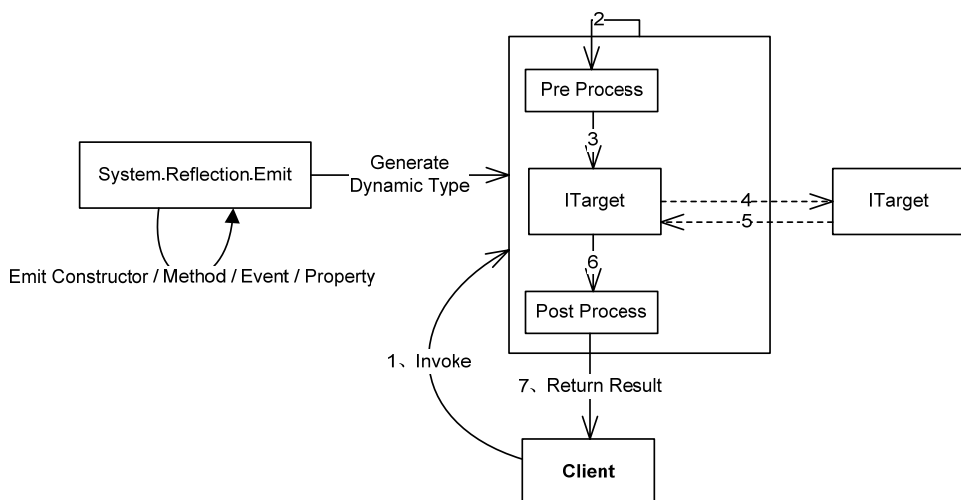 2
Pre Process
3
System.Reflection.Emit
Generate
Dynamic Type
ITarget
4
5
ITarget
Emit Constructor / Method / Event / Property
6
Post Process
1、Invoke
7、Return Result
Client